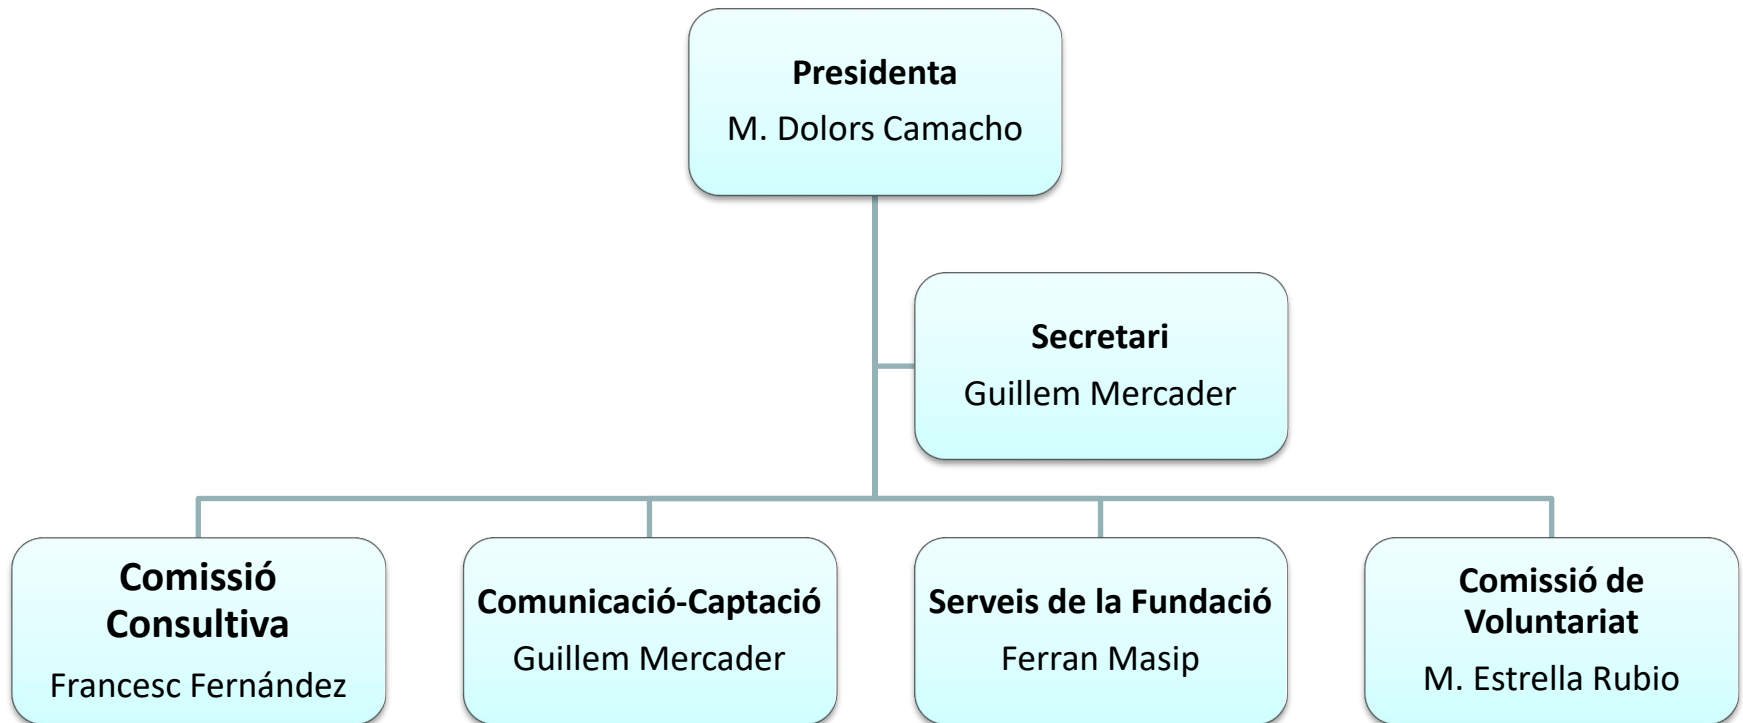 Presidenta
M. Dolors Camacho
Secretari
Guillem Mercader
Comissió
Consultiva
Francesc Fernández
Comunicació-Captació
Guillem Mercader
Serveis de la Fundació
Ferran Masip
Comissió de
Voluntariat
M. Estrella Rubio